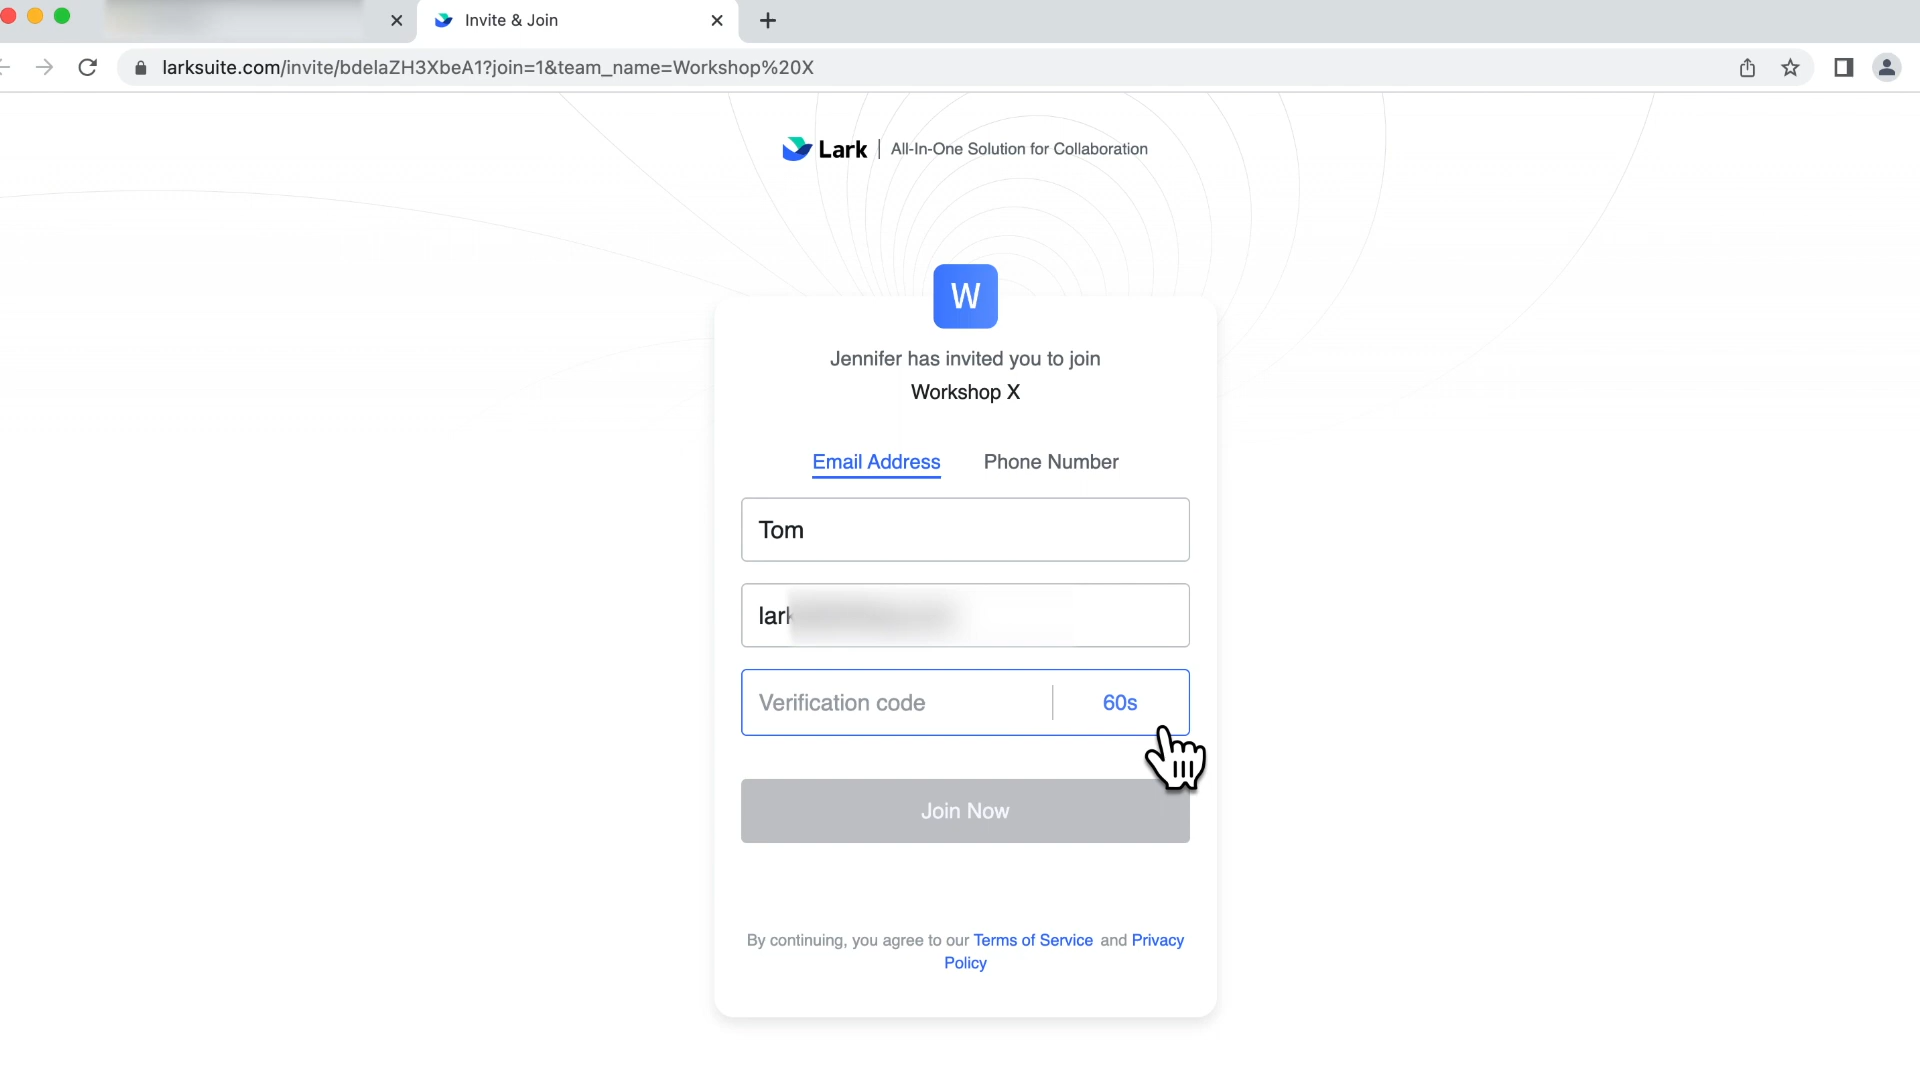 Invite & Join
larksuite.com/invite/bdelaZH3XbeA1?join=1&team_name=Workshop%20X
Lark | All-In-One Solution for Collaboration
W
Jennifer has invited you to join
Workshop X
Email Address Phone Number
Tom
lark
Verification code 60s
Join Now
By continuing, you agree to our Terms of Service and Privacy
Policy